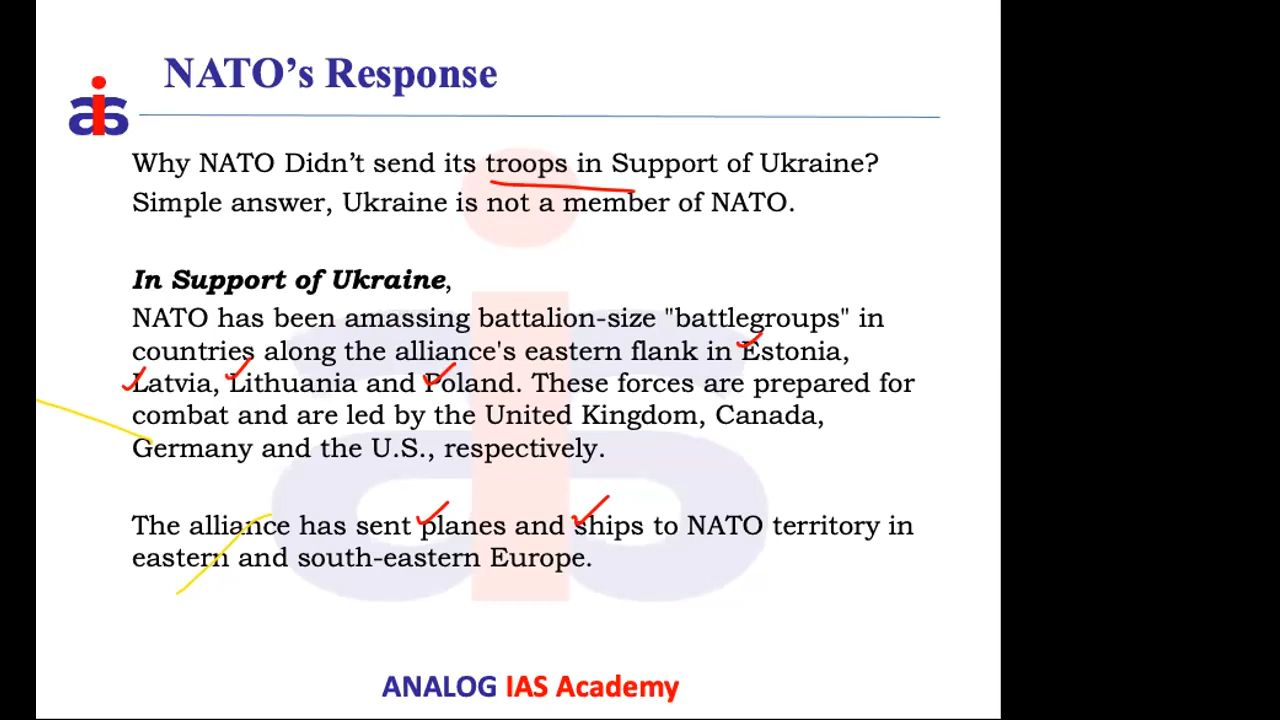 NATO’s Response
Why NATO Didn’t send its troops in Support of Ukraine?
Simple answer, Ukraine is not a member of NATO.
In Support of Ukraine,
NATO has been amassing battalion-size "battlegroups" in
countries along the alliance's eastern flank in Estonia,
Latvia, Lithuania and Poland. These forces are prepared for
combat and are led by the United Kingdom, Canada,
Germany and the U.S., respectively.
The alliance has sent planes and ships to NATO territory in
eastern and south-eastern Europe.
ANALOG IAS Academy